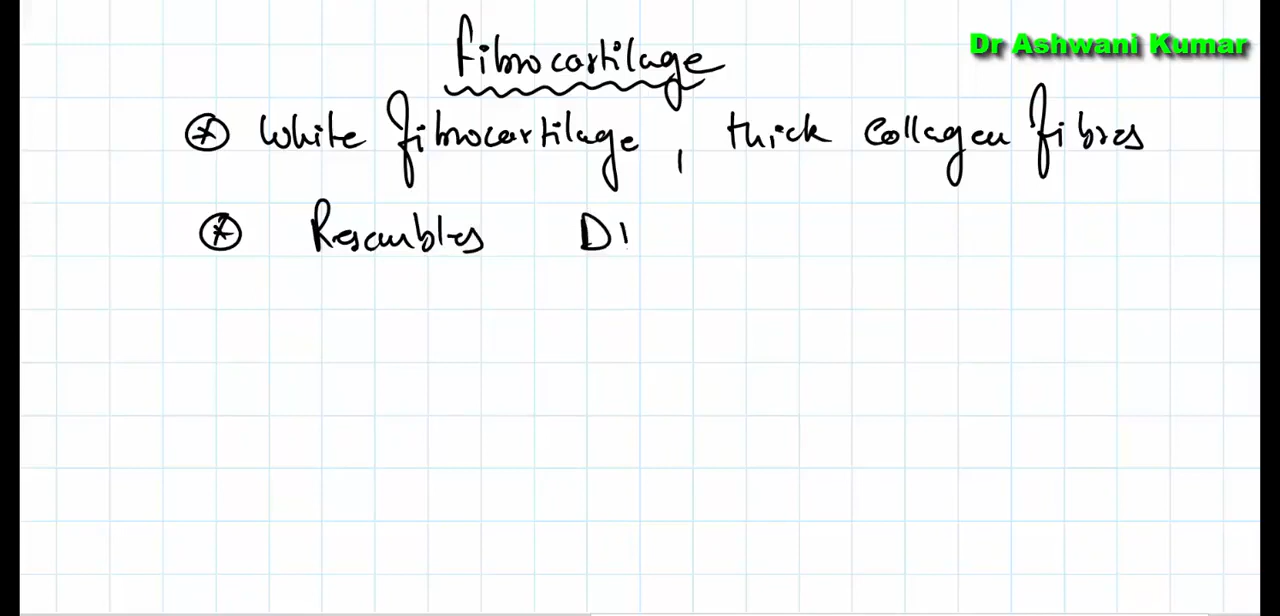 Fibrocartilage
Dr Ashwani Kumar
* White fibrocartilage, thick collagen fibres
* Resembles D